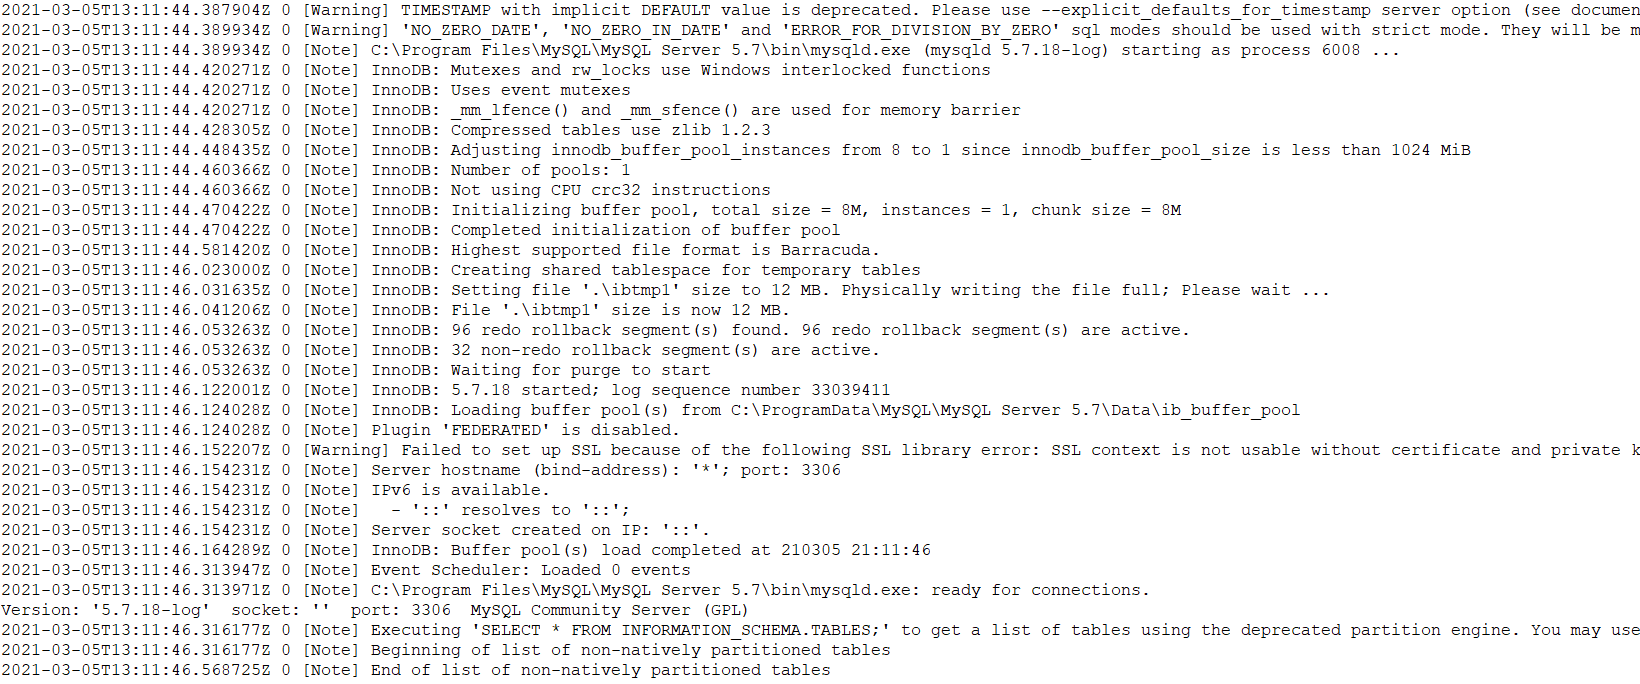 2021-03-05T13:11:44.387904Z 0 [Warning] TIMESTAMP with implicit DEFAULT value is deprecated. Please use --explicit_defaults_for_timestamp server option (see documen
2021-03-05T13:11:44.389934Z 0 [Warning] 'NO_ZERO_DATE', 'NO_ZERO_IN_DATE' and 'ERROR_FOR_DIVISION_BY_ZERO' sql modes should be used with strict mode. They will be m
2021-03-05T13:11:44.389934Z 0 [Note] C:\Program Files\MySQL\MySQL Server 5.7\bin\mysqld.exe (mysqld 5.7.18-log) starting as process 6008 ...
2021-03-05T13:11:44.420271Z 0 [Note] InnoDB: Mutexes and rw_locks use Windows interlocked functions
2021-03-05T13:11:44.420271Z 0 [Note] InnoDB: Uses event mutexes
2021-03-05T13:11:44.420271Z 0 [Note] InnoDB: _mm_lfence() and _mm_sfence() are used for memory barrier
2021-03-05T13:11:44.428305Z 0 [Note] InnoDB: Compressed tables use zlib 1.2.3
2021-03-05T13:11:44.448435Z 0 [Note] InnoDB: Adjusting innodb_buffer_pool_instances from 8 to 1 since innodb_buffer_pool_size is less than 1024 MiB
2021-03-05T13:11:44.460366Z 0 [Note] InnoDB: Number of pools: 1
2021-03-05T13:11:44.460366Z 0 [Note] InnoDB: Not using CPU crc32 instructions
2021-03-05T13:11:44.470422Z 0 [Note] InnoDB: Initializing buffer pool, total size = 8M, instances = 1, chunk size = 8M
2021-03-05T13:11:44.470422Z 0 [Note] InnoDB: Completed initialization of buffer pool
2021-03-05T13:11:44.581420Z 0 [Note] InnoDB: Highest supported file format is Barracuda.
2021-03-05T13:11:46.023000Z 0 [Note] InnoDB: Creating shared tablespace for temporary tables
2021-03-05T13:11:46.031635Z 0 [Note] InnoDB: Setting file '.\ibtmp1' size to 12 MB. Physically writing the file full; Please wait ...
2021-03-05T13:11:46.041206Z 0 [Note] InnoDB: File '.\ibtmp1' size is now 12 MB.
2021-03-05T13:11:46.053263Z 0 [Note] InnoDB: 96 redo rollback segment(s) found. 96 redo rollback segment(s) are active.
2021-03-05T13:11:46.053263Z 0 [Note] InnoDB: 32 non-redo rollback segment(s) are active.
2021-03-05T13:11:46.053263Z 0 [Note] InnoDB: Waiting for purge to start
2021-03-05T13:11:46.122001Z 0 [Note] InnoDB: 5.7.18 started; log sequence number 33039411
2021-03-05T13:11:46.124028Z 0 [Note] InnoDB: Loading buffer pool(s) from C:\ProgramData\MySQL\MySQL Server 5.7\Data\ib_buffer_pool
2021-03-05T13:11:46.124028Z 0 [Note] Plugin 'FEDERATED' is disabled.
2021-03-05T13:11:46.152207Z 0 [Warning] Failed to set up SSL because of the following SSL library error: SSL context is not usable without certificate and private k
2021-03-05T13:11:46.154231Z 0 [Note] Server hostname (bind-address): '*'; port: 3306
2021-03-05T13:11:46.154231Z 0 [Note] IPv6 is available.
2021-03-05T13:11:46.154231Z 0 [Note]   - '::' resolves to '::';
2021-03-05T13:11:46.154231Z 0 [Note] Server socket created on IP: '::'.
2021-03-05T13:11:46.164289Z 0 [Note] InnoDB: Buffer pool(s) load completed at 210305 21:11:46
2021-03-05T13:11:46.313947Z 0 [Note] Event Scheduler: Loaded 0 events
2021-03-05T13:11:46.313971Z 0 [Note] C:\Program Files\MySQL\MySQL Server 5.7\bin\mysqld.exe: ready for connections.
Version: '5.7.18-log'  socket: ''  port: 3306  MySQL Community Server (GPL)
2021-03-05T13:11:46.316177Z 0 [Note] Executing 'SELECT * FROM INFORMATION_SCHEMA.TABLES;' to get a list of tables using the deprecated partition engine. You may use
2021-03-05T13:11:46.316177Z 0 [Note] Beginning of list of non-natively partitioned tables
2021-03-05T13:11:46.568725Z 0 [Note] End of list of non-natively partitioned tables